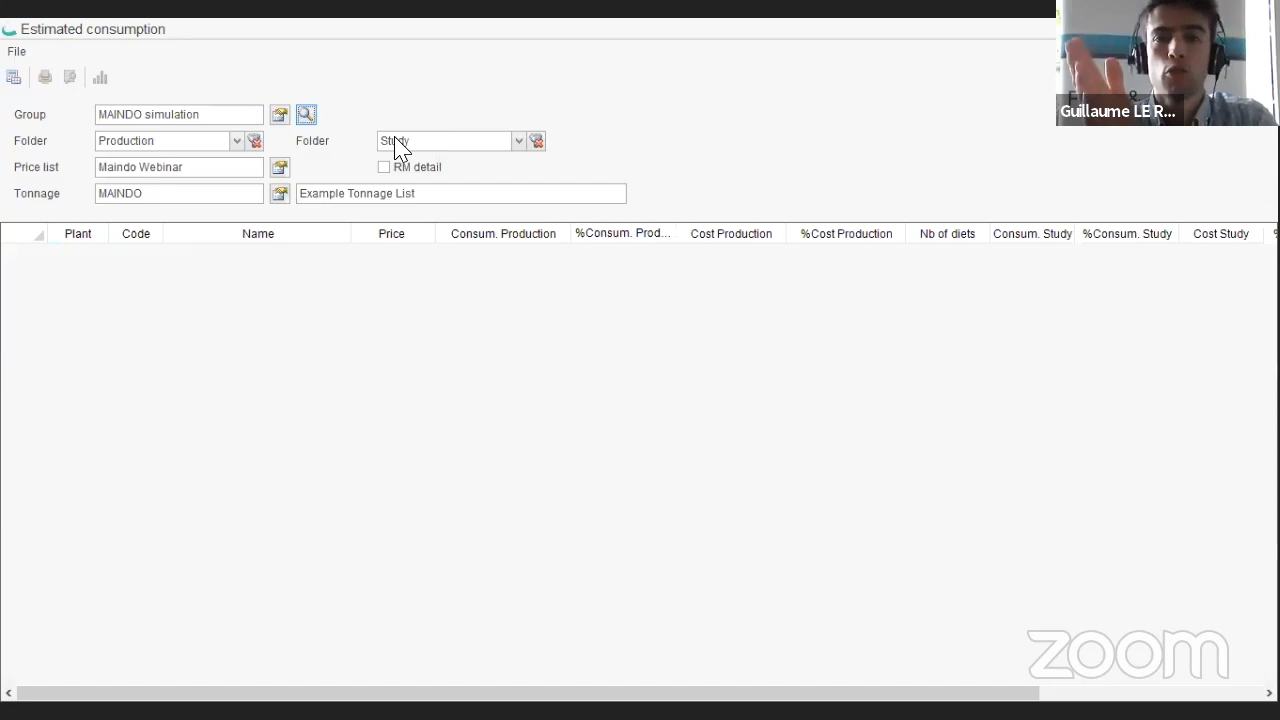 Estimated consumption
File
Group MAINDO simulation
Folder Production Folder Study
Price list Maindo Webinar RM detail
Tonnage MAINDO Example Tonnage List
Plant Code Name Price Consum. Production %Consum. Prod... Cost Production %Cost Production Nb of diets Consum. Study %Consum. Study Cost Study %
Guillaume LE R...
zoom